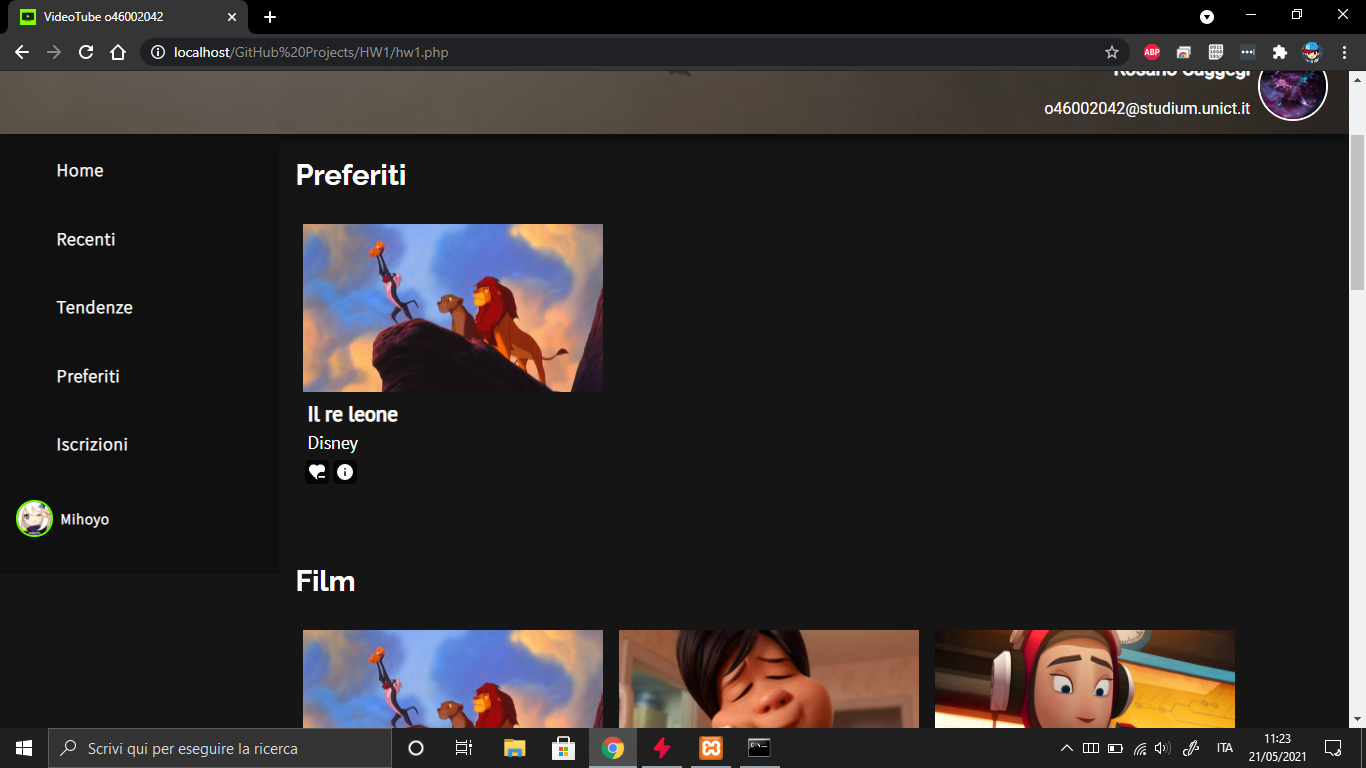 VideoTube o46002042
localhost/GitHub%20Projects/HW1/hw1.php
ABP
o46002042@studium.unict.it
Home
Recenti
Tendenze
Preferiti
Iscrizioni
Mihoyo
Preferiti
Il re leone
Disney
Film
Scrivi qui per eseguire la ricerca
ITA
11:23
21/05/2021